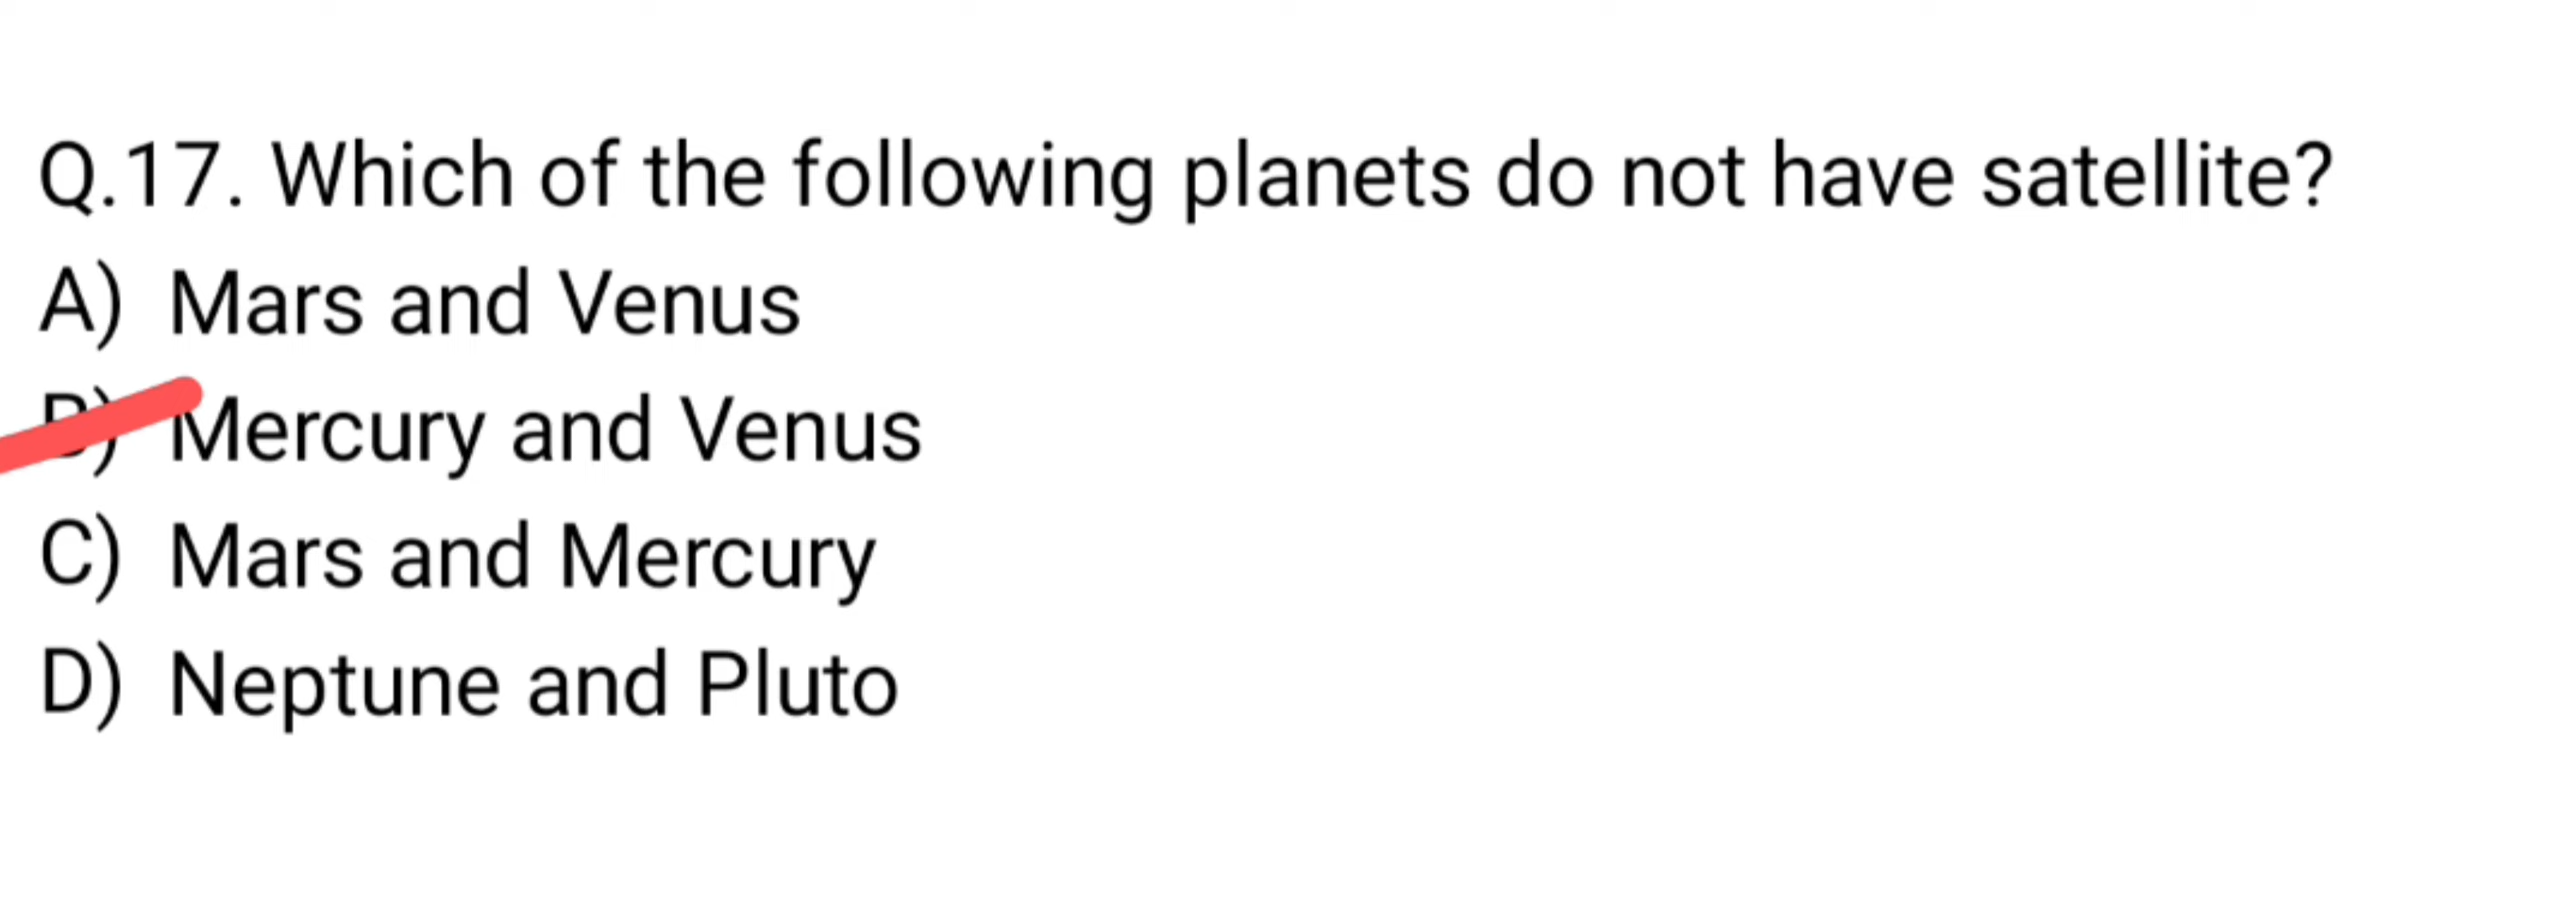 Q.17. Which of the following planets do not have satellite?
A) Mars and Venus
B) Mercury and Venus
C) Mars and Mercury
D) Neptune and Pluto